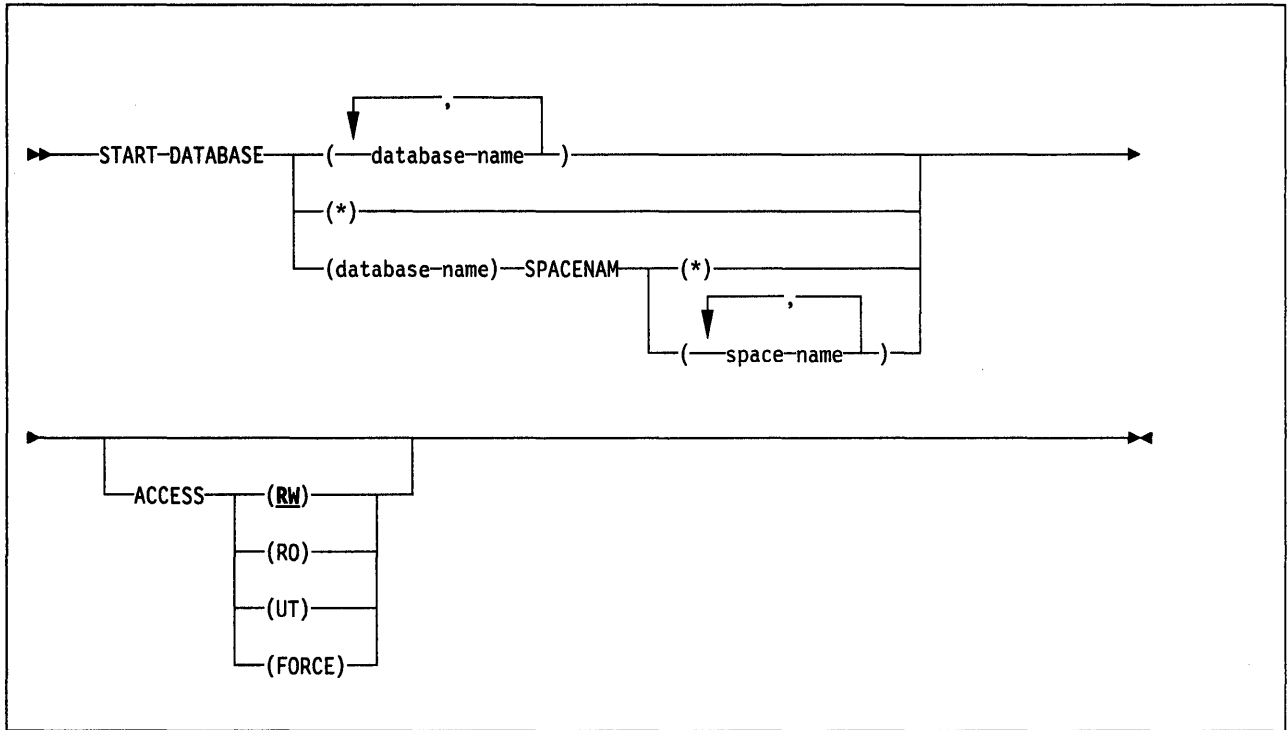 ,
START DATABASE ( database name )
(*)
(database name) SPACENAM (*)
,
( space name )
ACCESS (RW)
(RO)
(UT)
(FORCE)